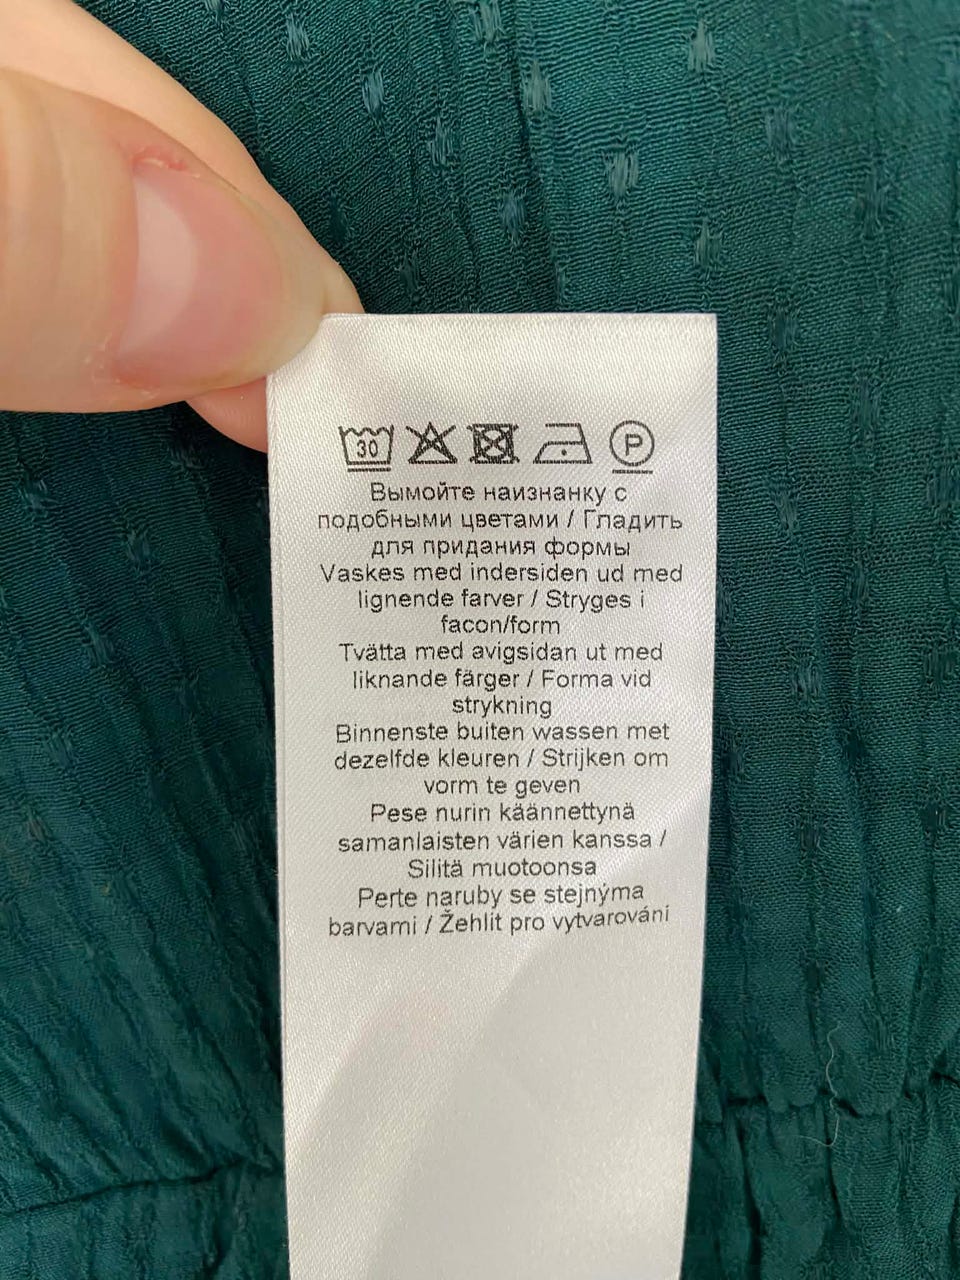 30 P
Вымойте наизнанку с
подобными цветами / Гладить
для придания формы
Vaskes med indersiden ud med
lignende farver / Stryges i
facon/form
Tvätta med avigsidan ut med
liknande färger / Forma vid
strykning
Binnenste buiten wassen met
dezelfde kleuren / Strijken om
vorm te geven
Pese nurin käännettynä
samanlaisten värien kanssa /
Silitä muotoonsa
Perte naruby se stejnýma
barvami / Žehlit pro vytvarování